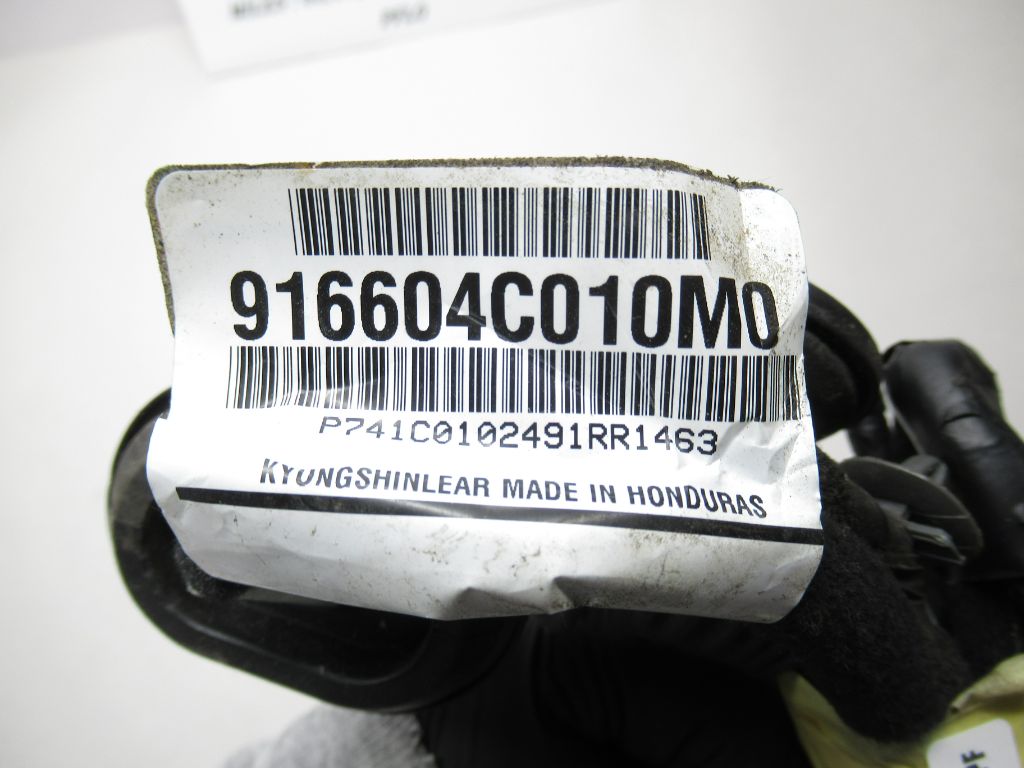 916604C010M0
P741C0102491RR1463
KYUNGSHINLEAR MADE IN HONDURAS